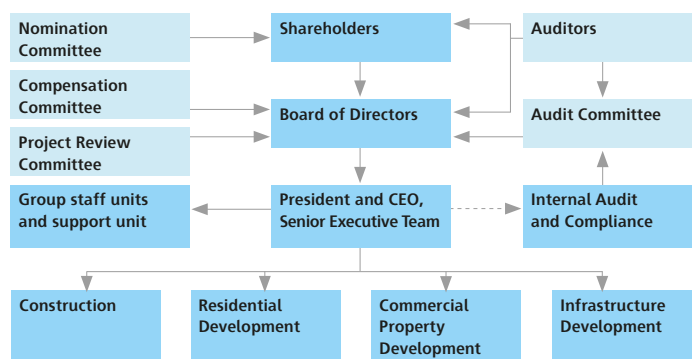 Nomination
Committee
Shareholders
Auditors
Compensation
Committee
Board of Directors
Audit Committee
Project Review
Committee
Group staff units
and support unit
President and CEO,
Senior Executive Team
Internal Audit
and Compliance
Construction
Residential
Development
Commercial
Property
Development
Infrastructure
Development